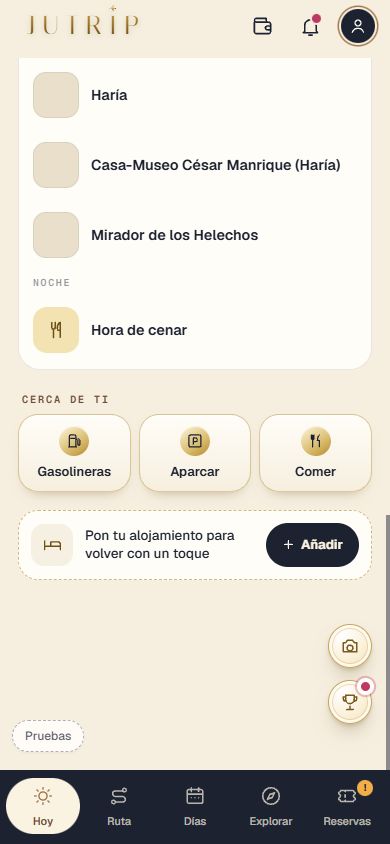 JUTRIP
Haría
Casa-Museo César Manrique (Haría)
Mirador de los Helechos
NOCHE
Hora de cenar
CERCA DE TI
P
Gasolineras
Aparcar
Comer
Pon tu alojamiento para
volver con un toque
+ Añadir
Pruebas
!
Hoy
Ruta
Días
Explorar
Reservas